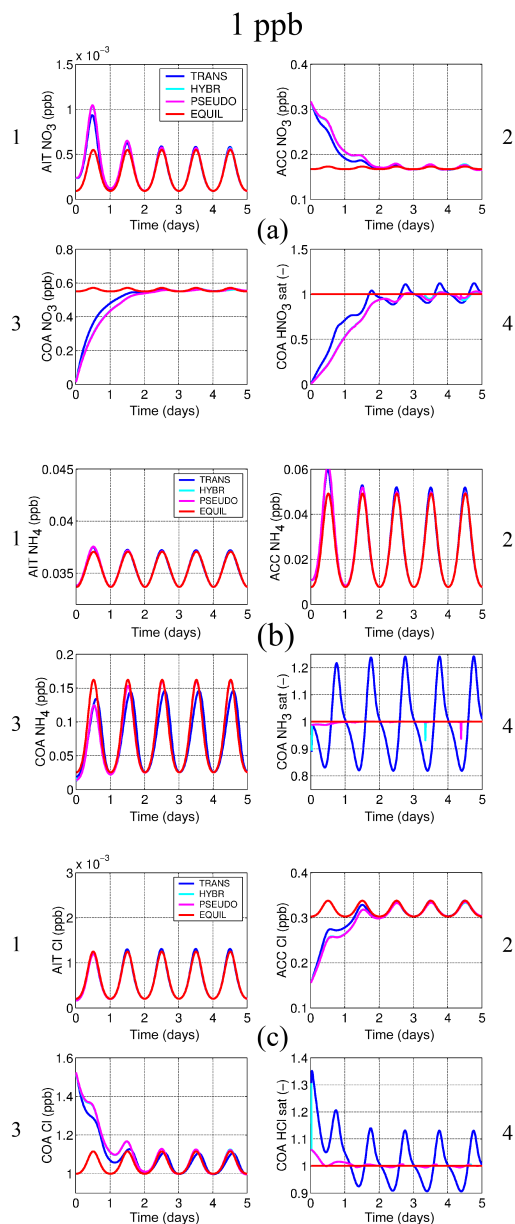 1 ppb
x 10⁻³
1.5
1
0.5
0
AIT NO₃ (ppb)
TRANS
HYBR
PSEUDO
EQUIL
0 1 2 3 4 5
Time (days)
1
0.4
0.3
0.2
0.1
ACC NO₃ (ppb)
0 1 2 3 4 5
Time (days)
2
(a)
0.8
0.6
0.4
0.2
0
COA NO₃ (ppb)
0 1 2 3 4 5
Time (days)
3
1.5
1
0.5
0
COA HNO₃ sat (−)
0 1 2 3 4 5
Time (days)
4
0.045
0.04
0.035
AIT NH₄ (ppb)
TRANS
HYBR
PSEUDO
EQUIL
0 1 2 3 4 5
Time (days)
1
0.06
0.04
0.02
0
ACC NH₄ (ppb)
0 1 2 3 4 5
Time (days)
2
(b)
0.2
0.15
0.1
0.05
0
COA NH₄ (ppb)
0 1 2 3 4 5
Time (days)
3
1.2
1.1
1
0.9
0.8
COA NH₃ sat (−)
0 1 2 3 4 5
Time (days)
4
x 10⁻³
3
2
1
0
AIT Cl (ppb)
TRANS
HYBR
PSEUDO
EQUIL
0 1 2 3 4 5
Time (days)
1
0.4
0.3
0.2
0.1
ACC Cl (ppb)
0 1 2 3 4 5
Time (days)
2
(c)
1.6
1.4
1.2
1.0
COA Cl (ppb)
0 1 2 3 4 5
Time (days)
3
1.4
1.3
1.2
1.1
1
0.9
COA HCl sat (−)
0 1 2 3 4 5
Time (days)
4